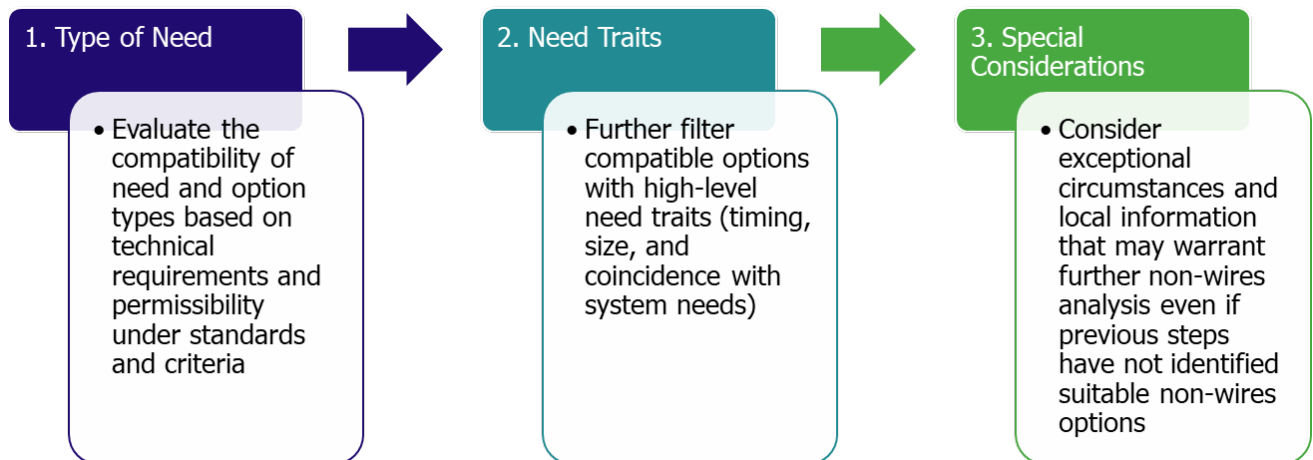 1. Type of Need
• Evaluate the
compatibility of
need and option
types based on
technical
requirements and
permissibility
under standards
and criteria
2. Need Traits
• Further filter
compatible options
with high-level
need traits (timing,
size, and
coincidence with
system needs)
3. Special
Considerations
• Consider
exceptional
circumstances and
local information
that may warrant
further non-wires
analysis even if
previous steps
have not identified
suitable non-wires
options